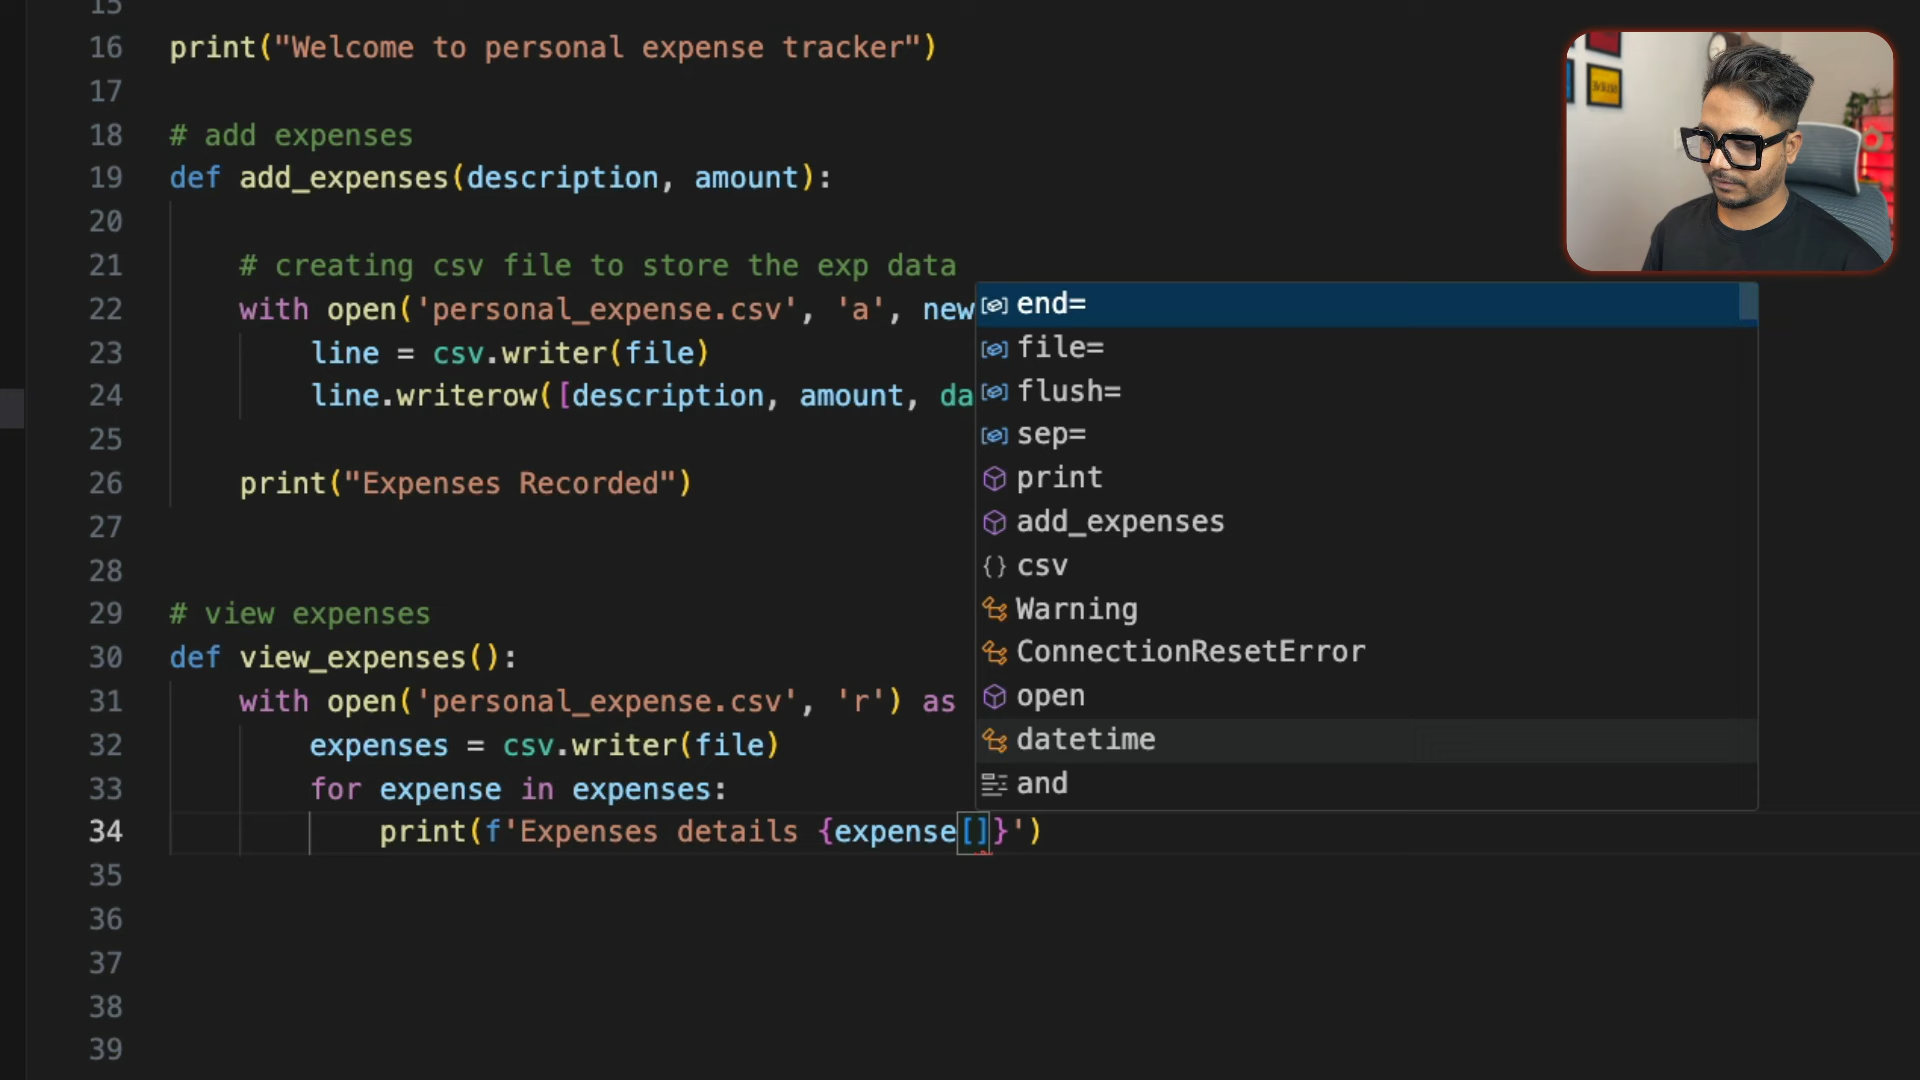 15
16 print("Welcome to personal expense tracker")
17
18 # add expenses
19 def add_expenses(description, amount):
20
21 # creating csv file to store the exp data
22 with open('personal_expense.csv', 'a', new
23 line = csv.writer(file)
24 line.writerow([description, amount, da
25
26 print("Expenses Recorded")
27
28
29 # view expenses
30 def view_expenses():
31 with open('personal_expense.csv', 'r') as
32 expenses = csv.writer(file)
33 for expense in expenses:
34 print(f'Expenses details {expense[]}')
35
36
37
38
39
end=
file=
flush=
sep=
print
add_expenses
{} csv
Warning
ConnectionResetError
open
datetime
and